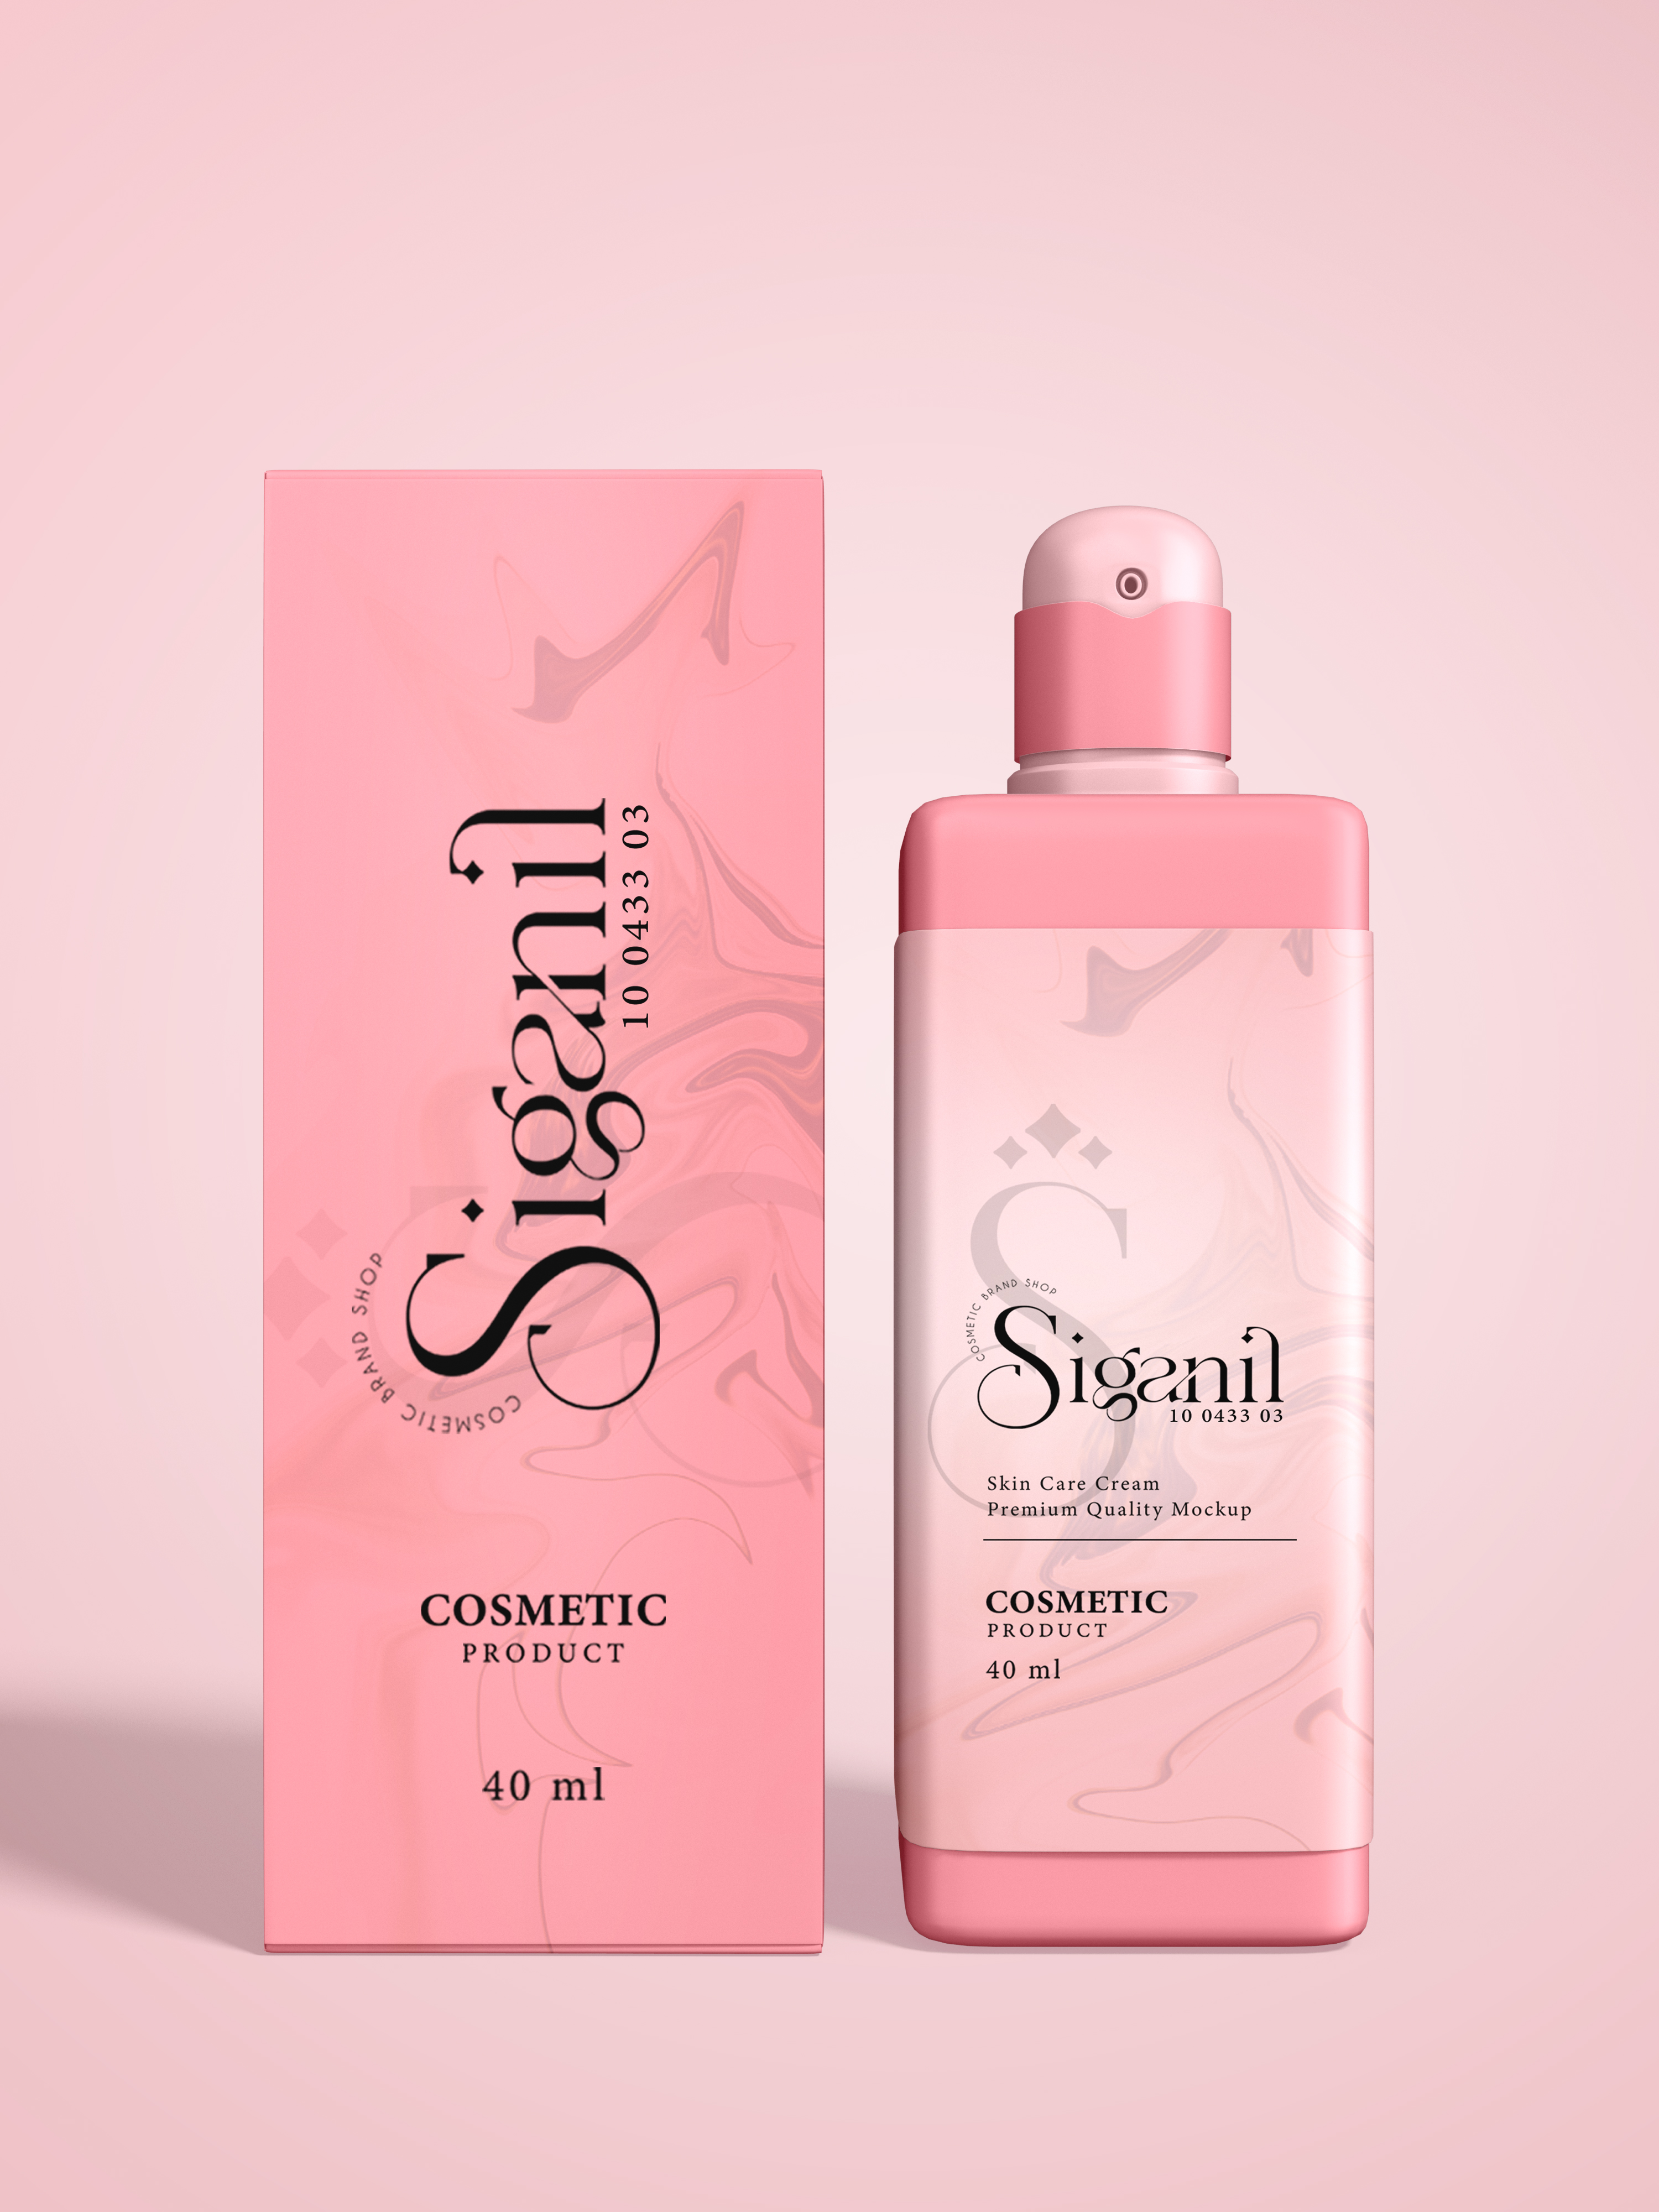 COSMETIC BRAND SHOP
Siganil
10 0433 03
COSMETIC
PRODUCT
40 ml
COSMETIC BRAND SHOP
Siganil
10 0433 03
Skin Care Cream
Premium Quality Mockup
COSMETIC
PRODUCT
40 ml